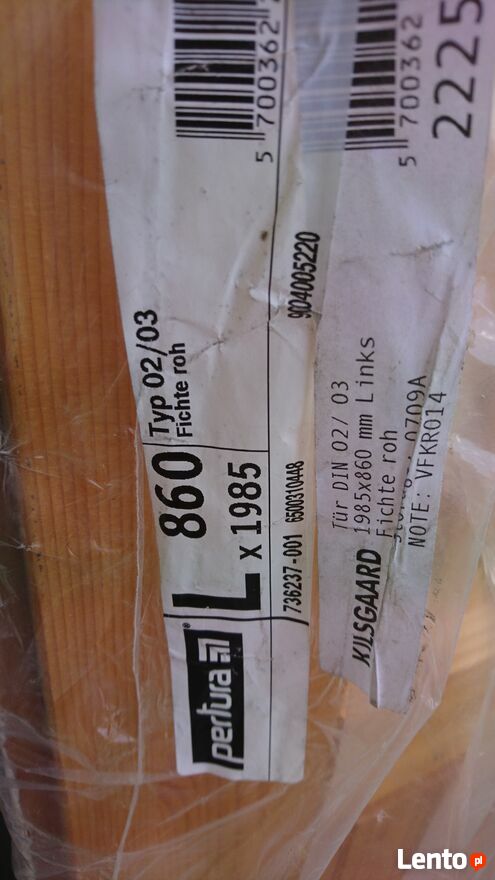 pertura®
L 860
x 1985
Typ 02/03
Fichte roh
5 700362
736237-001 6500310448
9004005220
KILSGAARD
Tür DIN 02/ 03
1985x860 mm Links
Fichte roh
0709A
NOTE: VFKR014
5 700362
2225
Lento.pl